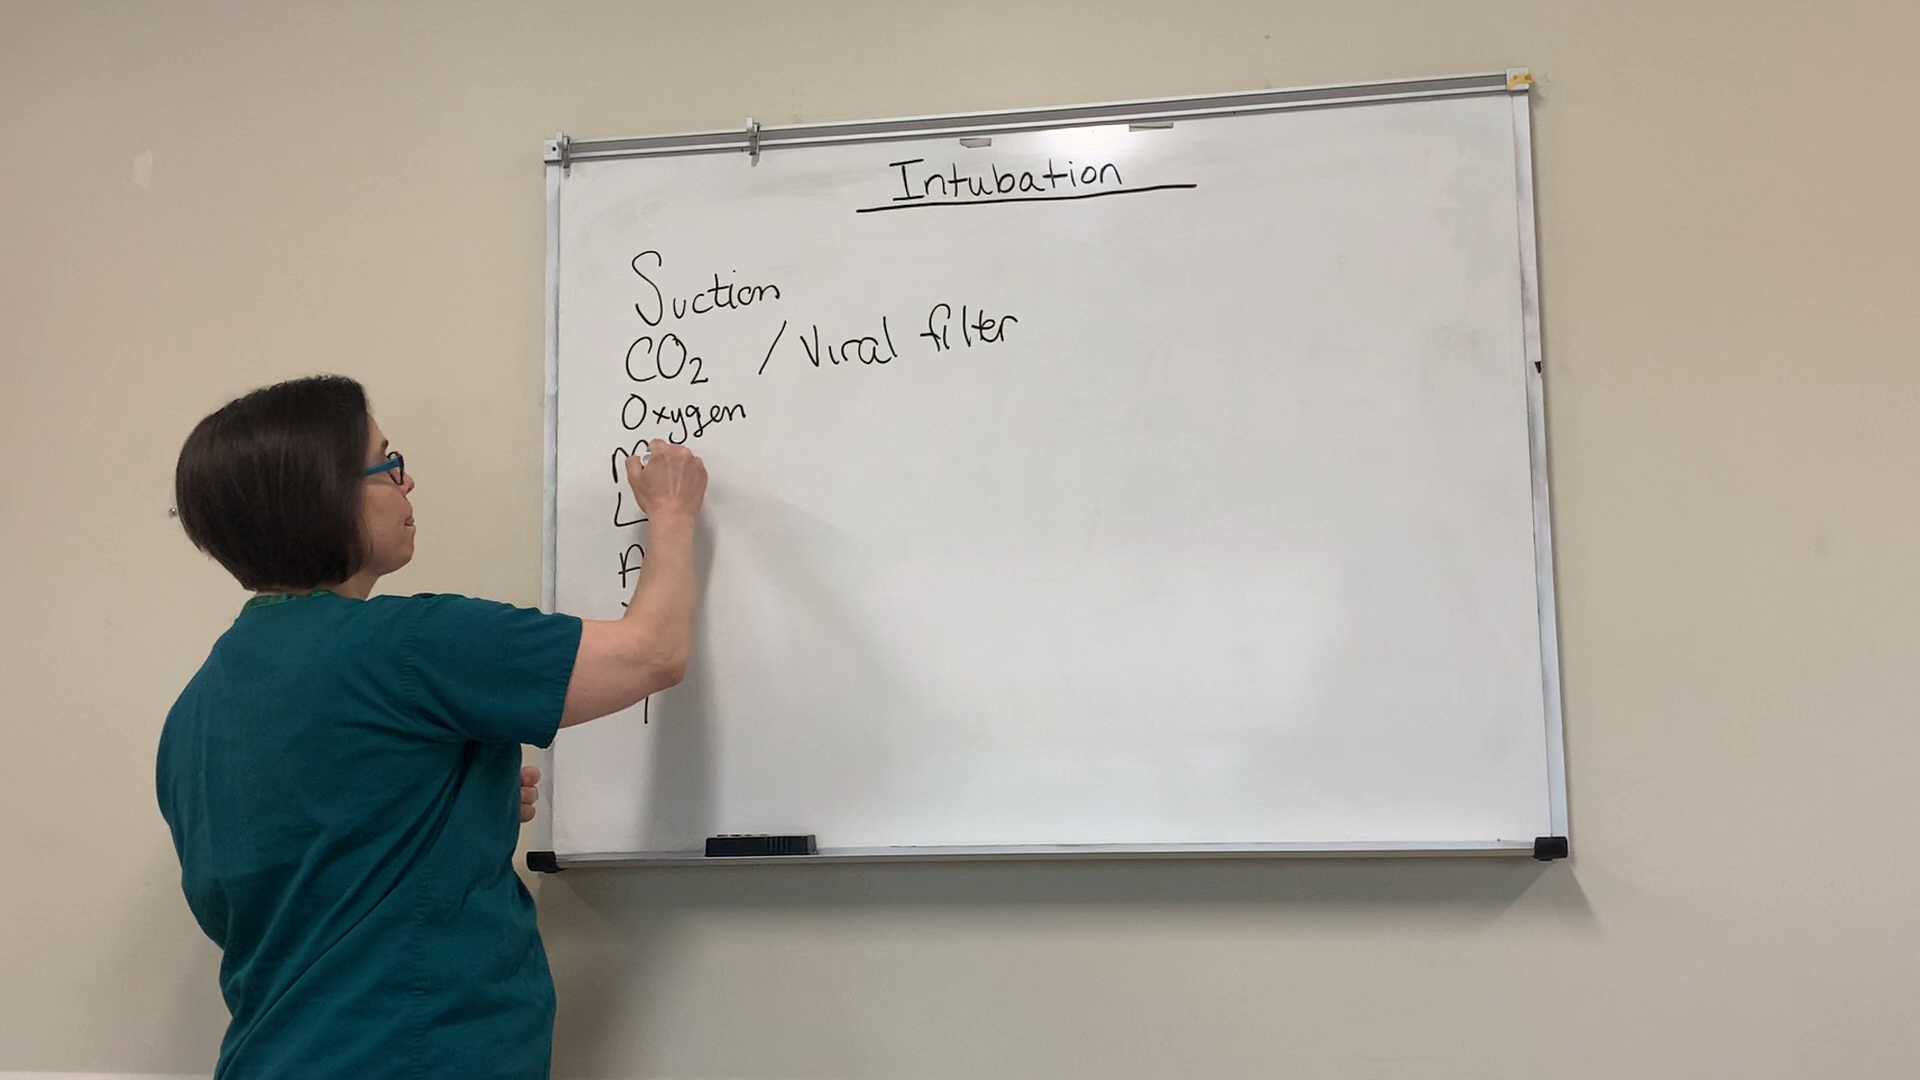 Intubation
Suction
CO₂ / Viral filter
Oxygen
M
L
A